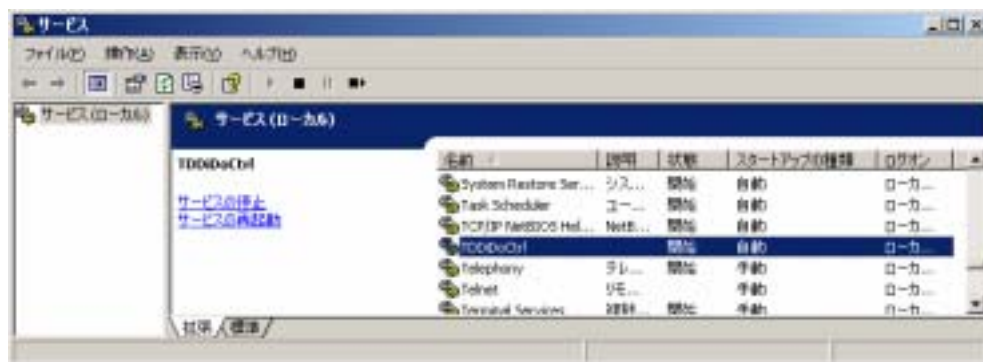 サービス
ファイル(F) 操作(A) 表示(V) ヘルプ(H)
サービス (ローカル)
サービス (ローカル)
TDDiDoCtrl
サービスの停止
サービスの再起動
名前 説明 状態 スタートアップの種類 ログオン
System Restore Ser... シス... 開始 自動 ローカ...
Task Scheduler ユー... 開始 自動 ローカ...
TCP/IP NetBIOS Hel... NetB... 開始 自動 ローカ...
TDDiDoCtrl 開始 自動 ローカ...
Telephony テレ... 開始 手動 ローカ...
Telnet リモ... 手動 ローカ...
Terminal Services 複数... 開始 手動 ローカ...
拡張 標準